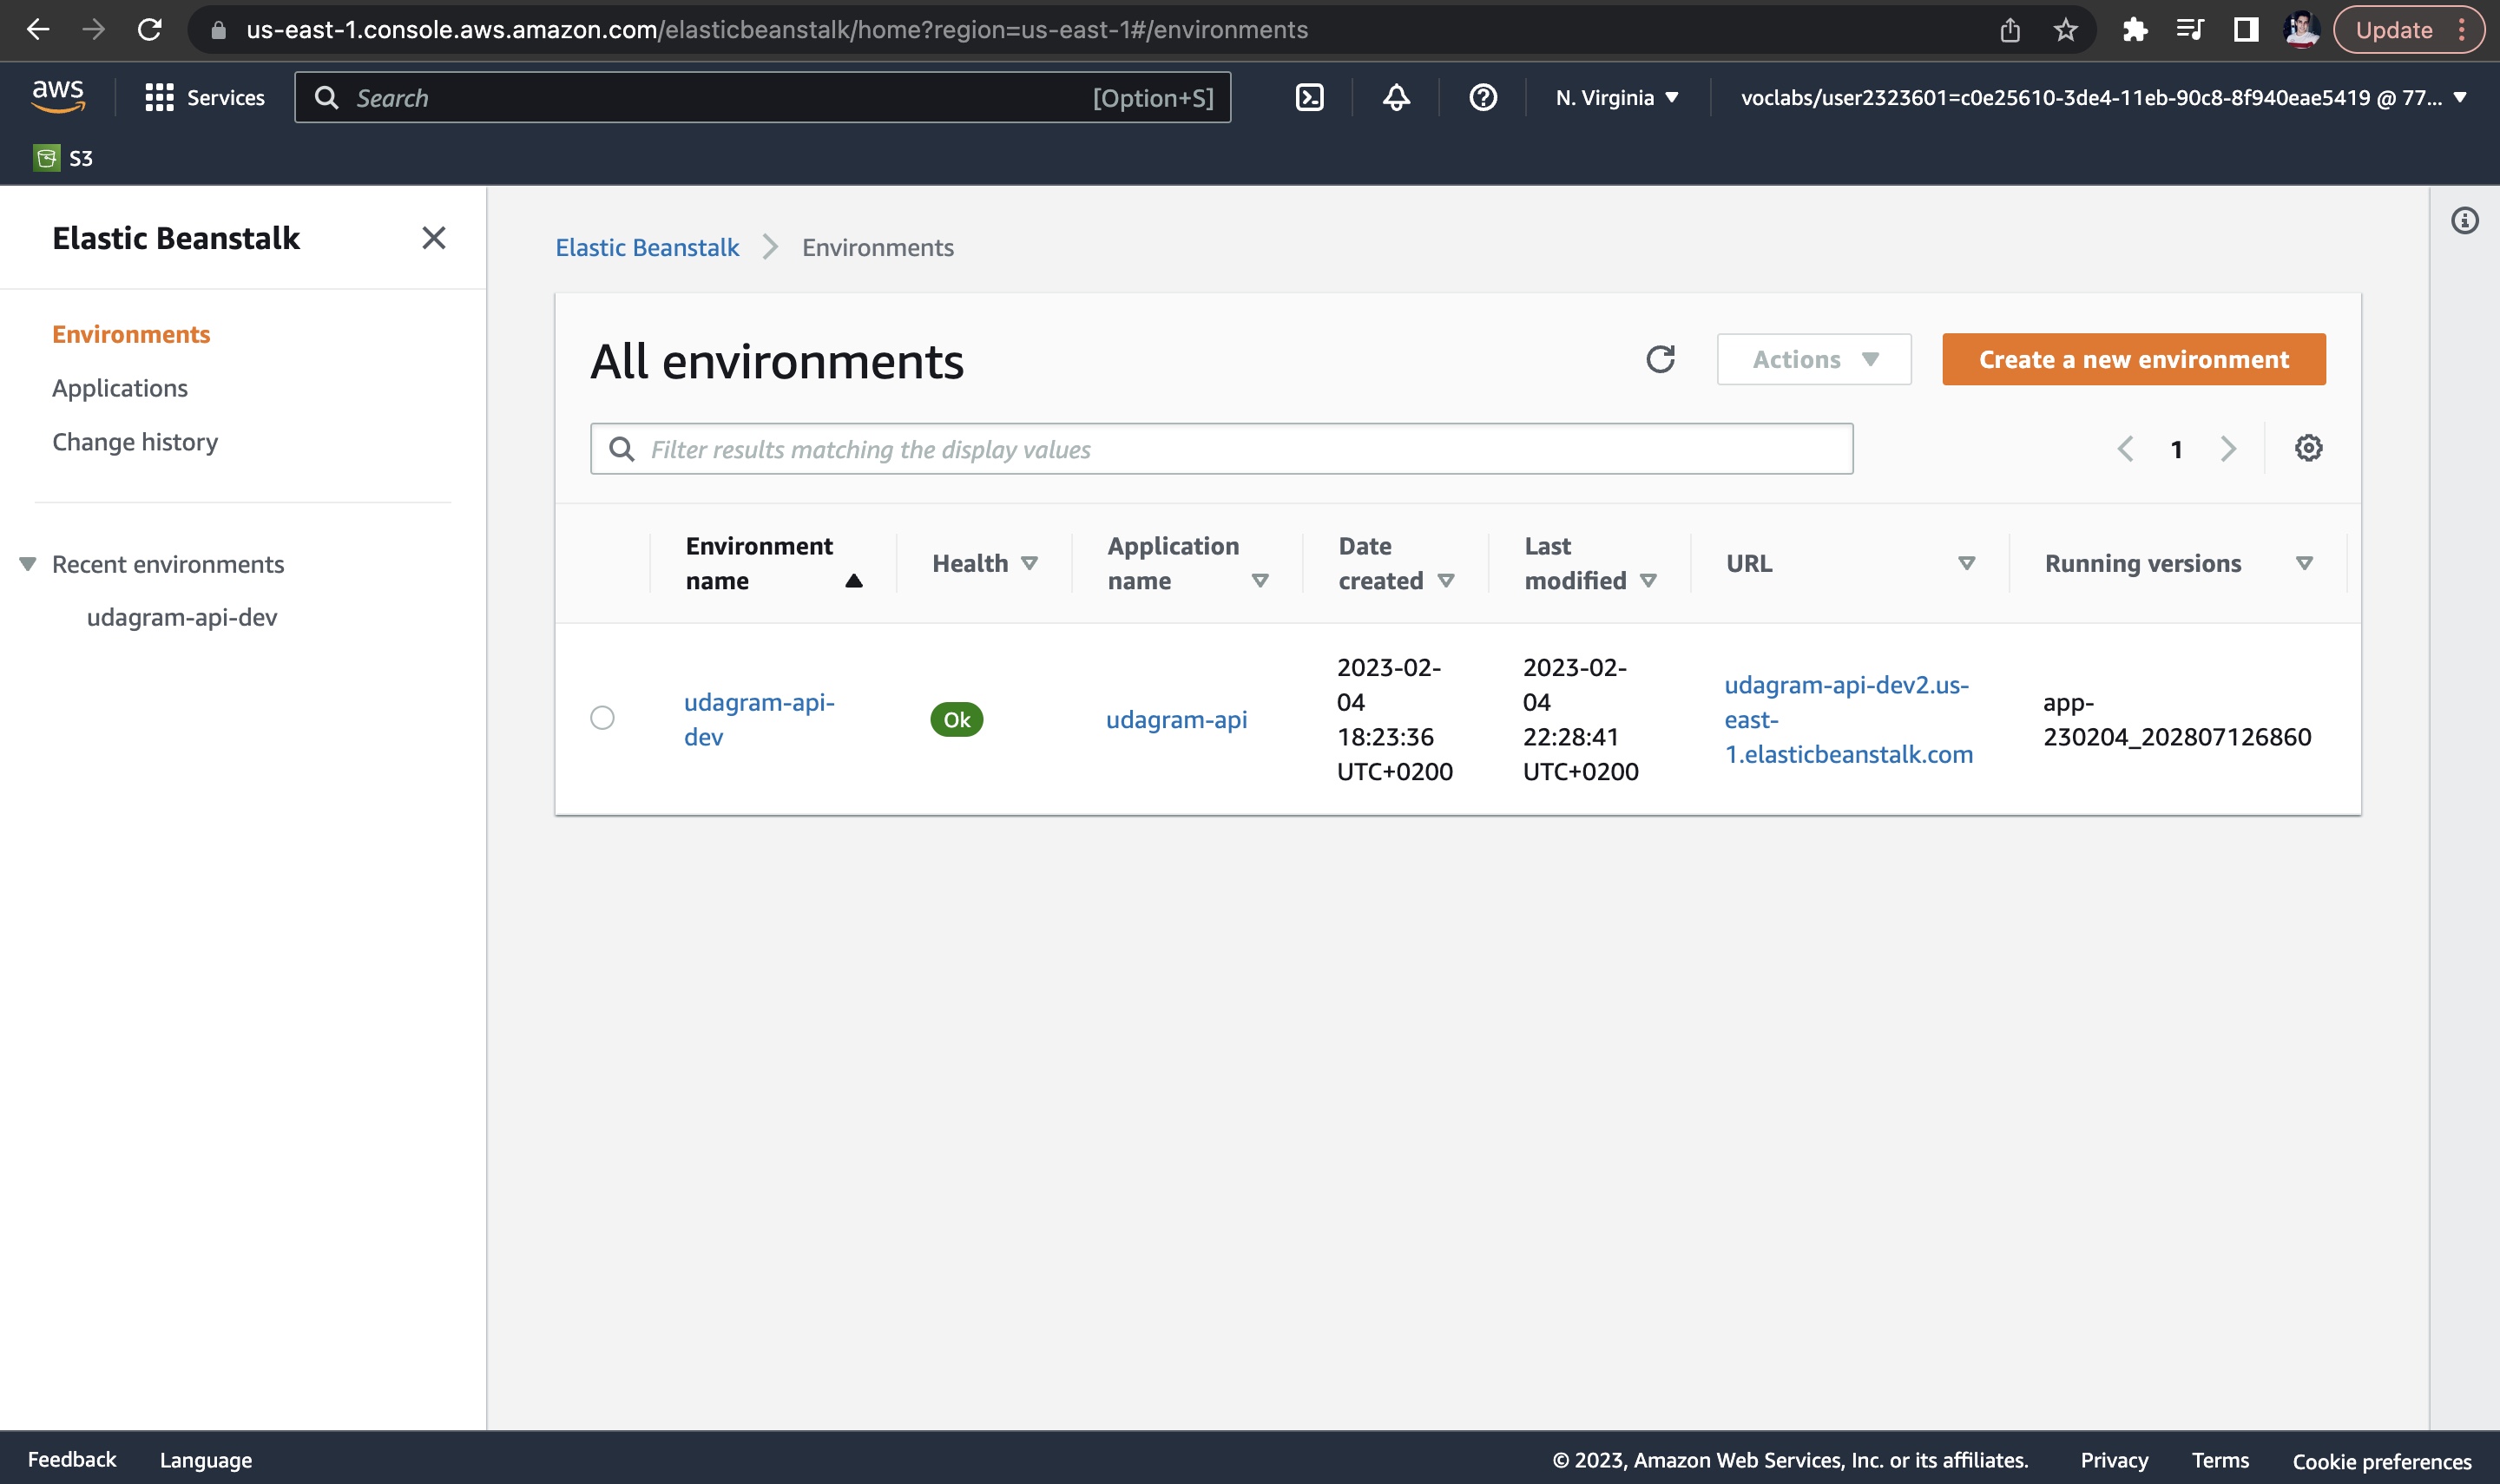 us-east-1.console.aws.amazon.com/elasticbeanstalk/home?region=us-east-1#/environments
Update
aws
Services
Search
[Option+S]
N. Virginia
voclabs/user2323601=c0e25610-3de4-11eb-90c8-8f940eae5419 @ 77...
S3
Elastic Beanstalk
Environments
Applications
Change history
Recent environments
udagram-api-dev
Elastic Beanstalk
Environments
All environments
Actions
Create a new environment
Filter results matching the display values
1
Environment
name
Health
Application
name
Date
created
Last
modified
URL
Running versions
udagram-api-
dev
Ok
udagram-api
2023-02-
04
18:23:36
UTC+0200
2023-02-
04
22:28:41
UTC+0200
udagram-api-dev2.us-
east-
1.elasticbeanstalk.com
app-
230204_202807126860
Feedback
Language
© 2023, Amazon Web Services, Inc. or its affiliates.
Privacy
Terms
Cookie preferences